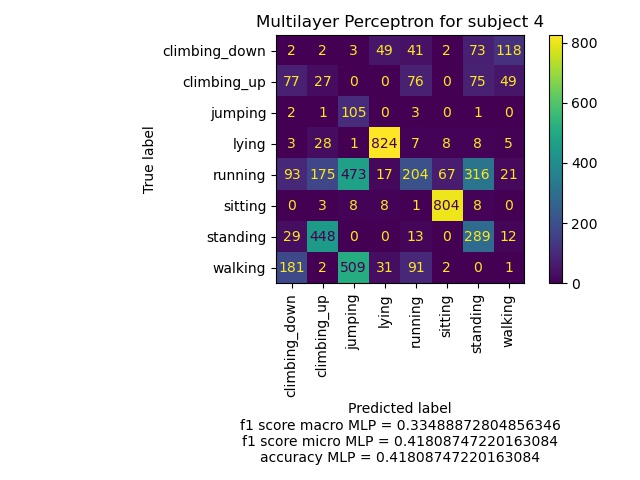 Multilayer Perceptron for subject 4
True label
climbing_down 2 2 3 49 41 2 73 118
climbing_up 77 27 0 0 76 0 75 49
jumping 2 1 105 0 3 0 1 0
lying 3 28 1 824 7 8 8 5
running 93 175 473 17 204 67 316 21
sitting 0 3 8 8 1 804 8 0
standing 29 448 0 0 13 0 289 12
walking 181 2 509 31 91 2 0 1
climbing_down climbing_up jumping lying running sitting standing walking
800
600
400
200
0
Predicted label
f1 score macro MLP = 0.33488872804856346
f1 score micro MLP = 0.41808747220163084
accuracy MLP = 0.41808747220163084